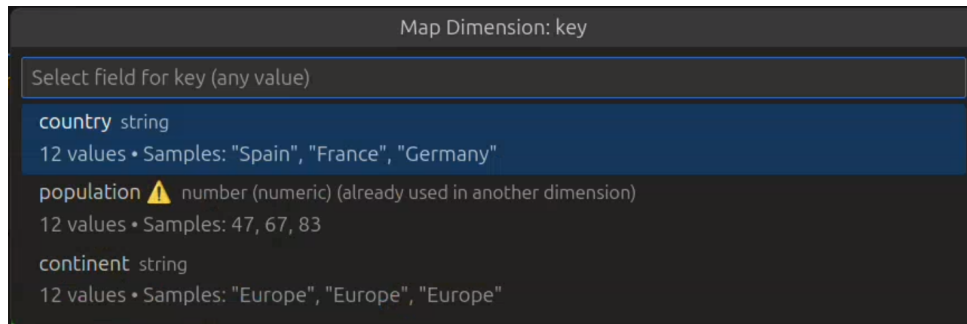 Map Dimension: key
Select field for key (any value)
country string
12 values • Samples: "Spain", "France", "Germany"
population ⚠️ number (numeric) (already used in another dimension)
12 values • Samples: 47, 67, 83
continent string
12 values • Samples: "Europe", "Europe", "Europe"